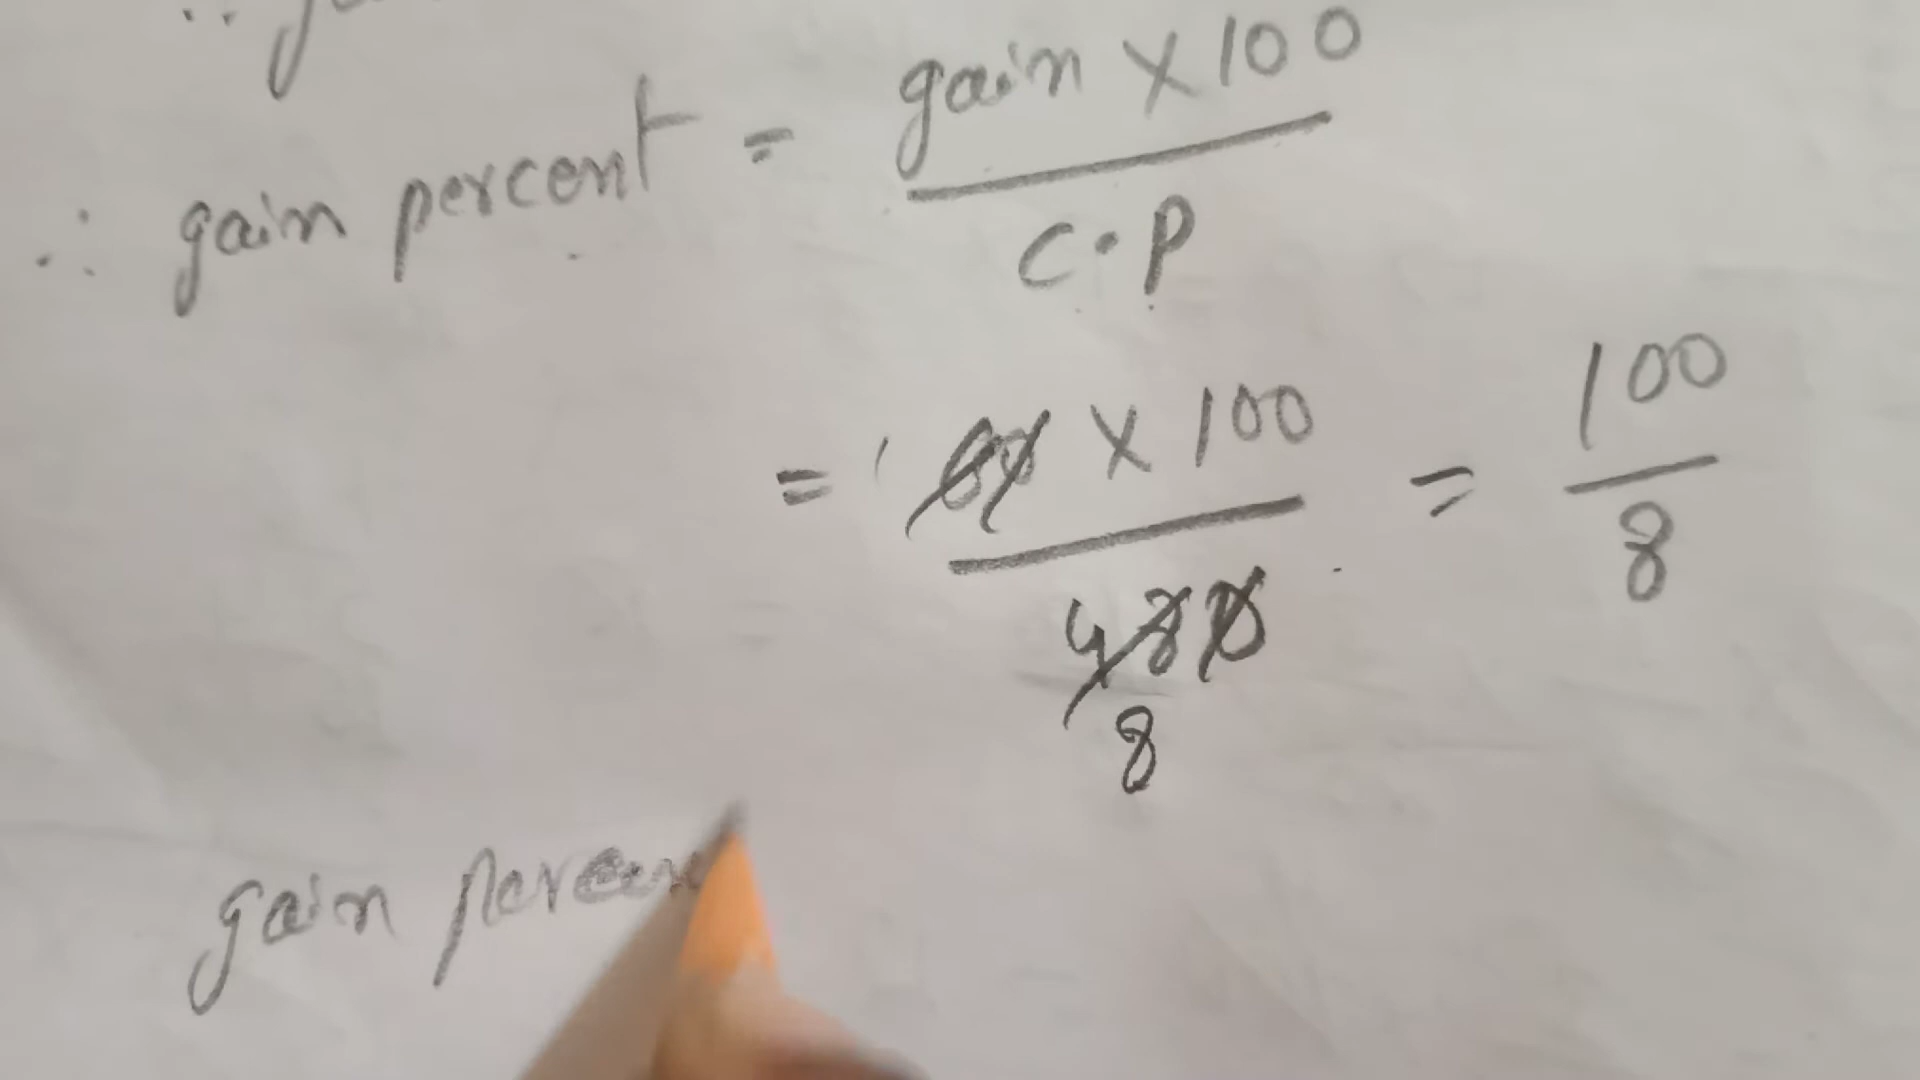 ∴ gain percent = gain X 100 / C.P
= 60 X 100 / 480 = 100 / 8
8
gain percen